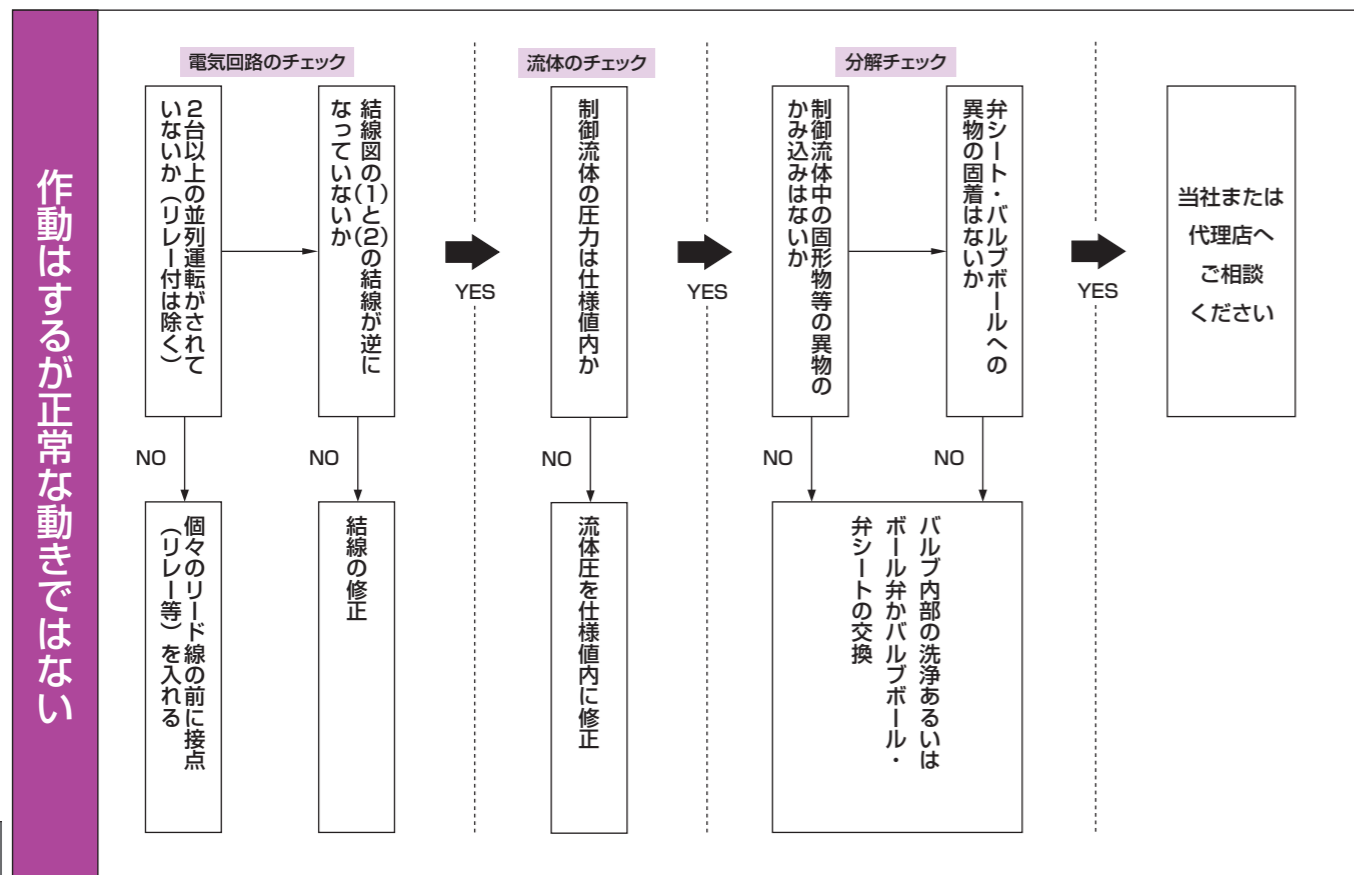 作動はするが正常な動きではない
電気回路のチェック
2台以上の並列運転がされて
いないか（リレー付は除く）
結線図の(1)と(2)の結線が逆に
なっていないか
NO
個々のリード線の前に接点
（リレー等）を入れる
NO
結線の修正
YES
流体のチェック
制御流体の圧力は仕様値内か
NO
流体圧を仕様値内に修正
YES
分解チェック
制御流体中の固形物等の異物の
かみ込みはないか
弁シート・バルブボールへの
異物の固着はないか
NO
NO
バルブ内部の洗浄あるいは
ボール弁かバルブボール・
弁シートの交換
YES
当社または
代理店へ
ご相談
ください